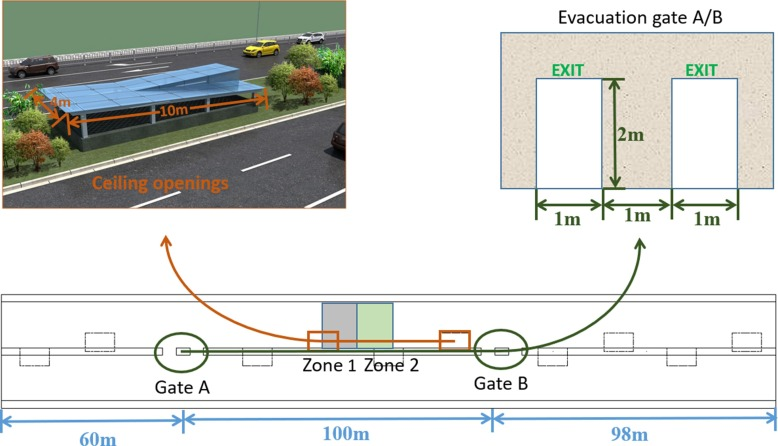 Evacuation gate A/B
EXIT EXIT
4m
10m
2m
Ceiling openings
1m 1m 1m
Zone 1 Zone 2
Gate A Gate B
60m 100m 98m